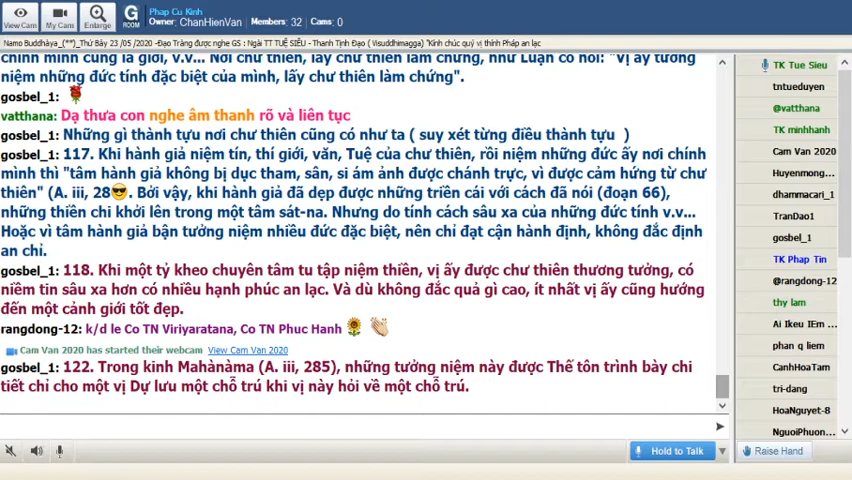 Phap Cu Kinh
Owner: ChanHienVan Members: 32 Cams: 0
View Cam My Cam Enlarge G ROOM
Namo Buddhàya_(**)_Thứ Bảy 23 /05 /2020 -Đạo Tràng được nghe GS : Ngài TT TUỆ SIÊU - Thanh Tịnh Đạo ( Visuddhimagga) "Kính chúc quý vị thính Pháp an lạc
chính mình cũng là giới, v.v... Nơi chư thiên, lấy chư thiên làm chứng, như Luận có nói: "Vị ấy tưởng
niệm những đức tính đặc biệt của mình, lấy chư thiên làm chứng".
gosbel_1:
vatthana: Dạ thưa con nghe âm thanh rõ và liên tục
gosbel_1: Những gì thành tựu nơi chư thiên cũng có như ta ( suy xét từng điều thành tựu )
gosbel_1: 117. Khi hành giả niệm tín, thí giới, văn, Tuệ của chư thiên, rồi niệm những đức ấy nơi chính
mình thì "tâm hành giả không bị dục tham, sân, si ám ảnh được chánh trực, vì được cảm hứng từ chư
thiên" (A. iii, 28😎. Bởi vậy, khi hành giả đã dẹp được những triền cái với cách đã nói (đoạn 66),
những thiền chi khởi lên trong một tâm sát-na. Nhưng do tính cách sâu xa của những đức tính v.v...
Hoặc vì tâm hành giả bận tưởng niệm nhiều đức đặc biệt, nên chỉ đạt cận hành định, không đắc định
an chỉ.
gosbel_1: 118. Khi một tỷ kheo chuyên tâm tu tập niệm thiền, vị ấy được chư thiên thương tưởng, có
niềm tin sâu xa hơn có nhiều hạnh phúc an lạc. Và dù không đắc quả gì cao, ít nhất vị ấy cũng hướng
đến một cảnh giới tốt đẹp.
rangdong-12: k/d le Co TN Viriyaratana, Co TN Phuc Hanh
Cam Van 2020 has started their webcam View Cam Van 2020
gosbel_1: 122. Trong kinh Mahànàma (A. iii, 285), những tưởng niệm này được Thế tôn trình bày chi
tiết chỉ cho một vị Dự lưu một chỗ trú khi vị này hỏi về một chỗ trú.
Hold to Talk
TK Tue Sieu
tntueduyen
@vatthana
TK minhhanh
Cam Van 2020
Huyenmong...
dhammacari_1
TranDao1
gosbel_1
TK Phap Tin
@rangdong-12
thy lam
Ai Ikeu IEm ...
phan q liem
CanhHoaTam
tri-dang
HoaNguyet-8
NguoiPhuon...
Raise Hand